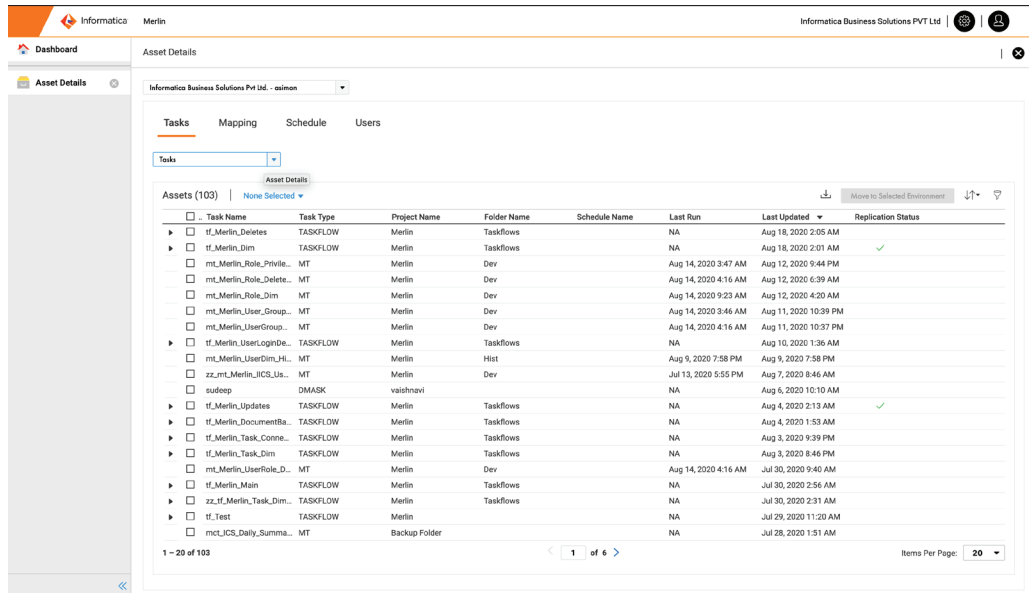 Informatica Merlin Informatica Business Solutions PVT Ltd
Dashboard Asset Details
Asset Details Informatica Business Solutions Pvt Ltd. - asimon
Tasks Mapping Schedule Users
Tasks
Asset Details
Assets (103) None Selected Move to Selected Environment
.. Task Name Task Type Project Name Folder Name Schedule Name Last Run Last Updated Replication Status
tf_Merlin_Deletes TASKFLOW Merlin Taskflows NA Aug 18, 2020 2:05 AM
tf_Merlin_Dim TASKFLOW Merlin Taskflows NA Aug 18, 2020 2:01 AM
mt_Merlin_Role_Privile... MT Merlin Dev Aug 14, 2020 3:47 AM Aug 12, 2020 9:44 PM
mt_Merlin_Role_Delete... MT Merlin Dev Aug 14, 2020 4:16 AM Aug 12, 2020 6:39 AM
mt_Merlin_Role_Dim MT Merlin Dev Aug 14, 2020 9:23 AM Aug 12, 2020 4:20 AM
mt_Merlin_User_Group... MT Merlin Dev Aug 14, 2020 3:46 AM Aug 11, 2020 10:39 PM
mt_Merlin_UserGroup... MT Merlin Dev Aug 14, 2020 4:16 AM Aug 11, 2020 10:37 PM
tf_Merlin_UserLoginDe... TASKFLOW Merlin Taskflows NA Aug 10, 2020 1:36 AM
mt_Merlin_UserDim_Hi... MT Merlin Hist Aug 9, 2020 7:58 PM Aug 9, 2020 7:58 PM
zz_mt_Merlin_IICS_Us... MT Merlin Dev Jul 13, 2020 5:55 PM Aug 7, 2020 8:46 AM
sudeep DMASK vaishnavi NA Aug 6, 2020 10:10 AM
tf_Merlin_Updates TASKFLOW Merlin Taskflows NA Aug 4, 2020 2:13 AM
tf_Merlin_DocumentBa... TASKFLOW Merlin Taskflows NA Aug 4, 2020 1:53 AM
tf_Merlin_Task_Conne... TASKFLOW Merlin Taskflows NA Aug 3, 2020 9:39 PM
tf_Merlin_Task_Dim TASKFLOW Merlin Taskflows NA Aug 3, 2020 8:46 PM
mt_Merlin_UserRole_D... MT Merlin Dev Aug 14, 2020 4:16 AM Jul 30, 2020 9:40 AM
tf_Merlin_Main TASKFLOW Merlin Taskflows NA Jul 30, 2020 2:56 AM
zz_tf_Merlin_Task_Dim... TASKFLOW Merlin Taskflows NA Jul 30, 2020 2:31 AM
tf_Test TASKFLOW Merlin NA Jul 29, 2020 11:20 AM
mct_ICS_Daily_Summa... MT Backup Folder NA Jul 28, 2020 1:51 AM
1 – 20 of 103 1 of 6 Items Per Page: 20